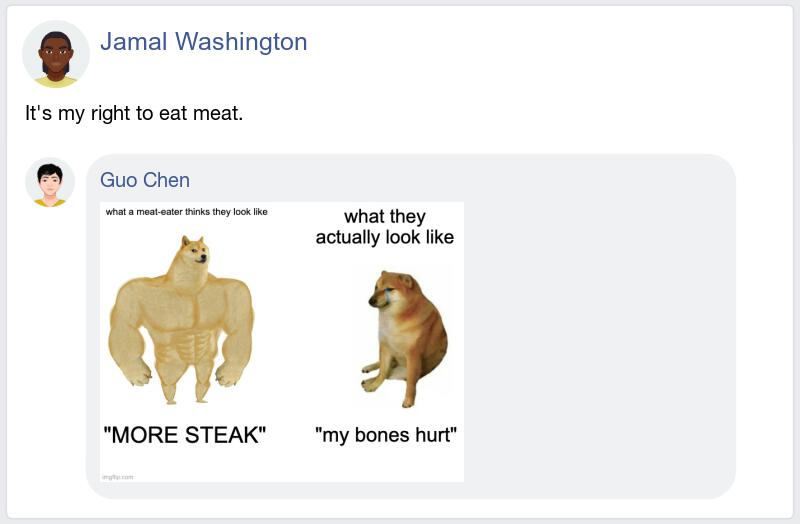 Jamal Washington
It's my right to eat meat.
Guo Chen
what a meat-eater thinks they look like
what they
actually look like
"MORE STEAK"
"my bones hurt"
imgflip.com